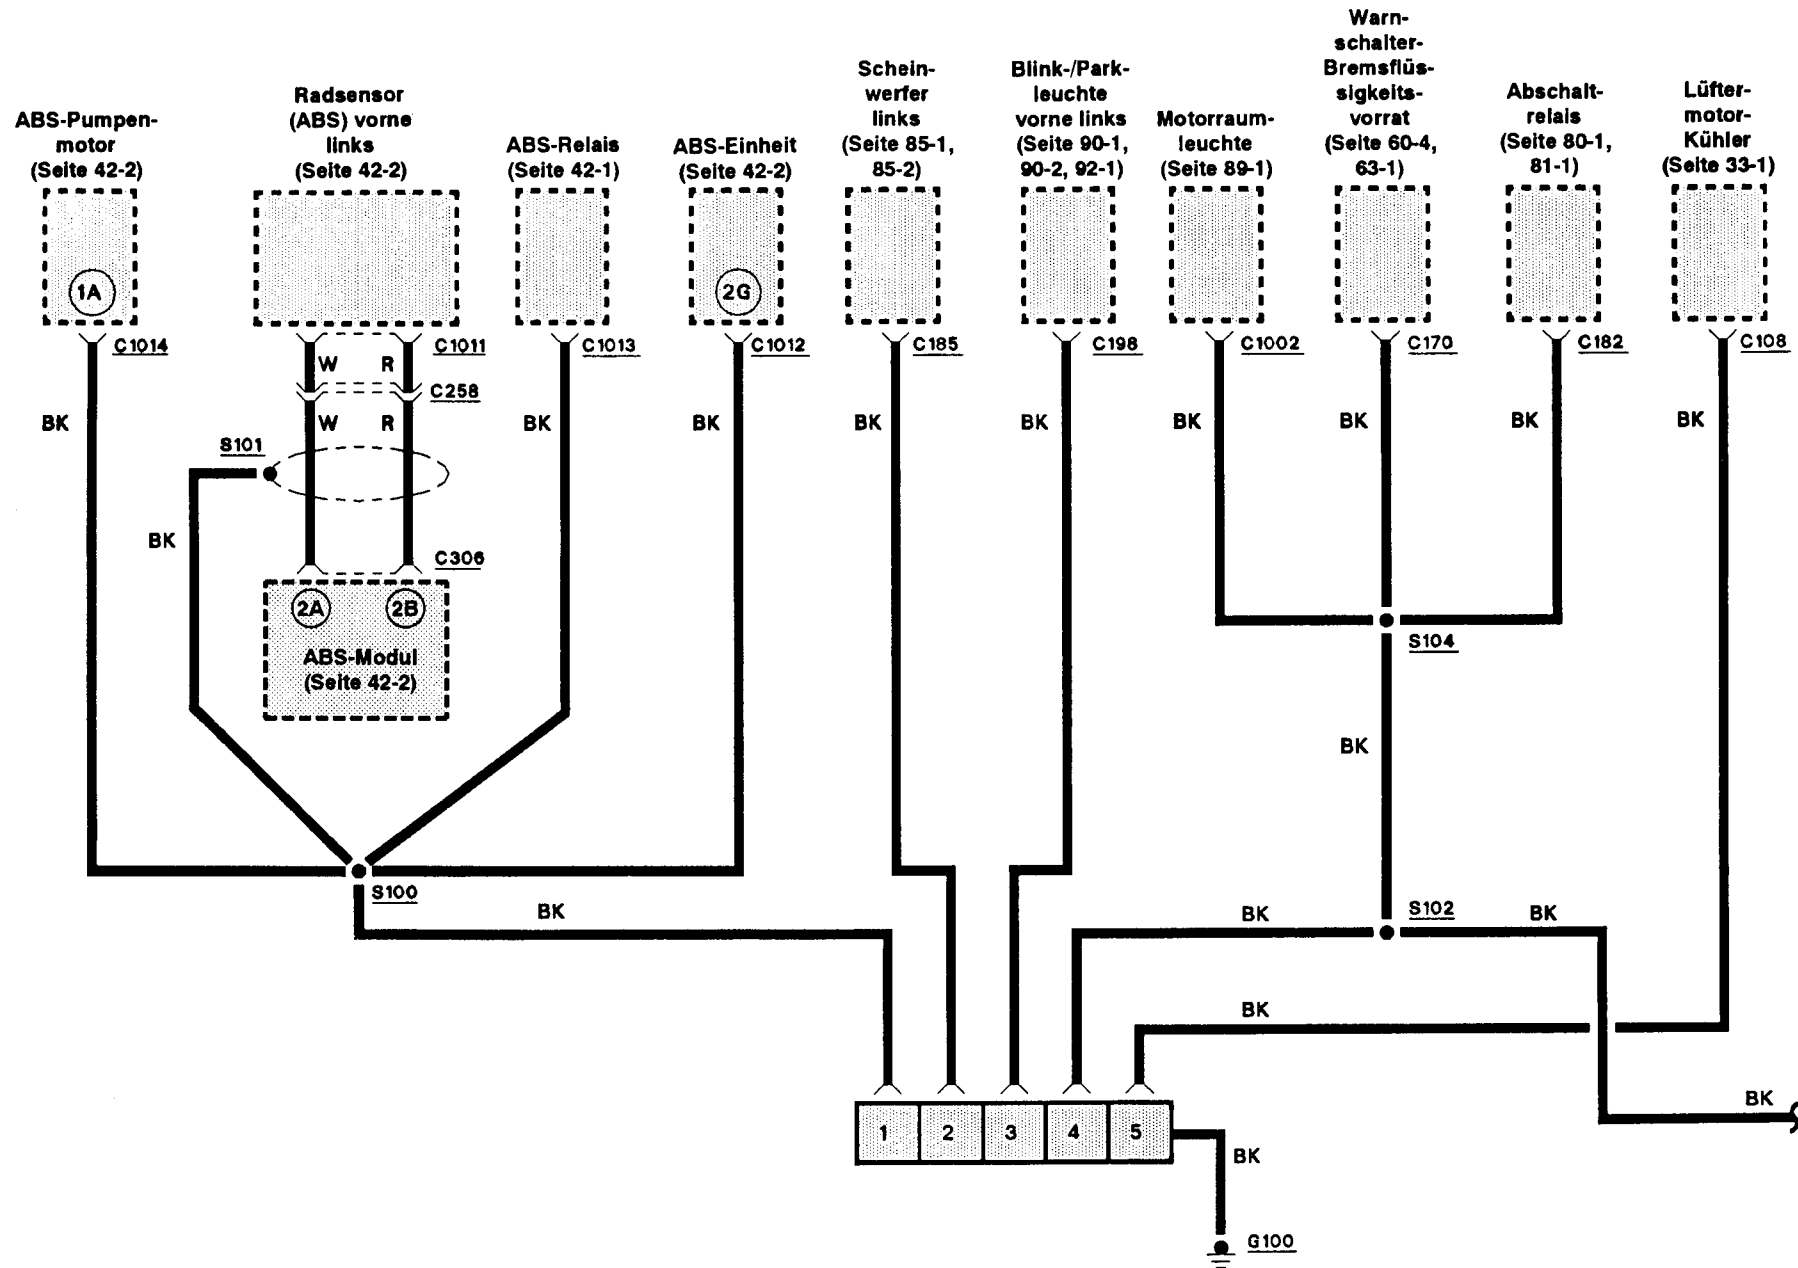 ABS-Pumpen-
motor
(Seite 42-2)
Radsensor
(ABS) vorne
links
(Seite 42-2)
ABS-Relais
(Seite 42-1)
ABS-Einheit
(Seite 42-2)
Schein-
werfer
links
(Seite 85-1,
85-2)
Blink-/Park-
leuchte
vorne links
(Seite 90-1,
90-2, 92-1)
Motorraum-
leuchte
(Seite 89-1)
Warn-
schalter-
Bremsflüs-
sigkeits-
vorrat
(Seite 60-4,
63-1)
Abschalt-
relais
(Seite 80-1,
81-1)
Lüfter-
motor-
Kühler
(Seite 33-1)
1A
2G
C1014
C1011
C1013
C1012
C185
C198
C1002
C170
C182
C108
W R
C258
BK
W R
BK
BK
BK
BK
BK
BK
BK
BK
S101
BK
C306
2A
2B
ABS-Modul
(Seite 42-2)
S104
BK
S100
BK
BK
S102
BK
BK
BK
1
2
3
4
5
BK
G100